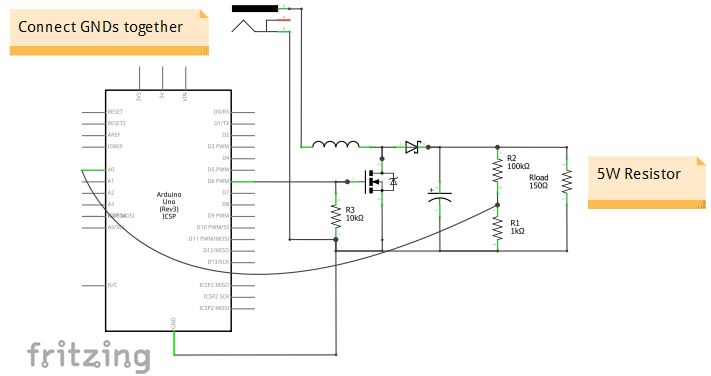 Connect GNDs together
3V3
5V
VIN
RESET
RESET2
AREF
IOREF
A0
A1
A2
A3
A5/SCL
N/C
D0/RX
D1/TX
D2
D3 PWM
D4
D5 PWM
D6 PWM
D7
D8
D9 PWM
D10 PWM/SS
D11 PWM/MOSI
D12/MISO
D13/SCK
ICSP2 MISO
ICSP2 SCK
ICSP2 MOSI
Arduino
Uno
(Rev3)
ICSP
GND
R3
10kΩ
R2
100kΩ
R1
1kΩ
Rload
150Ω
+
5W Resistor
fritzing